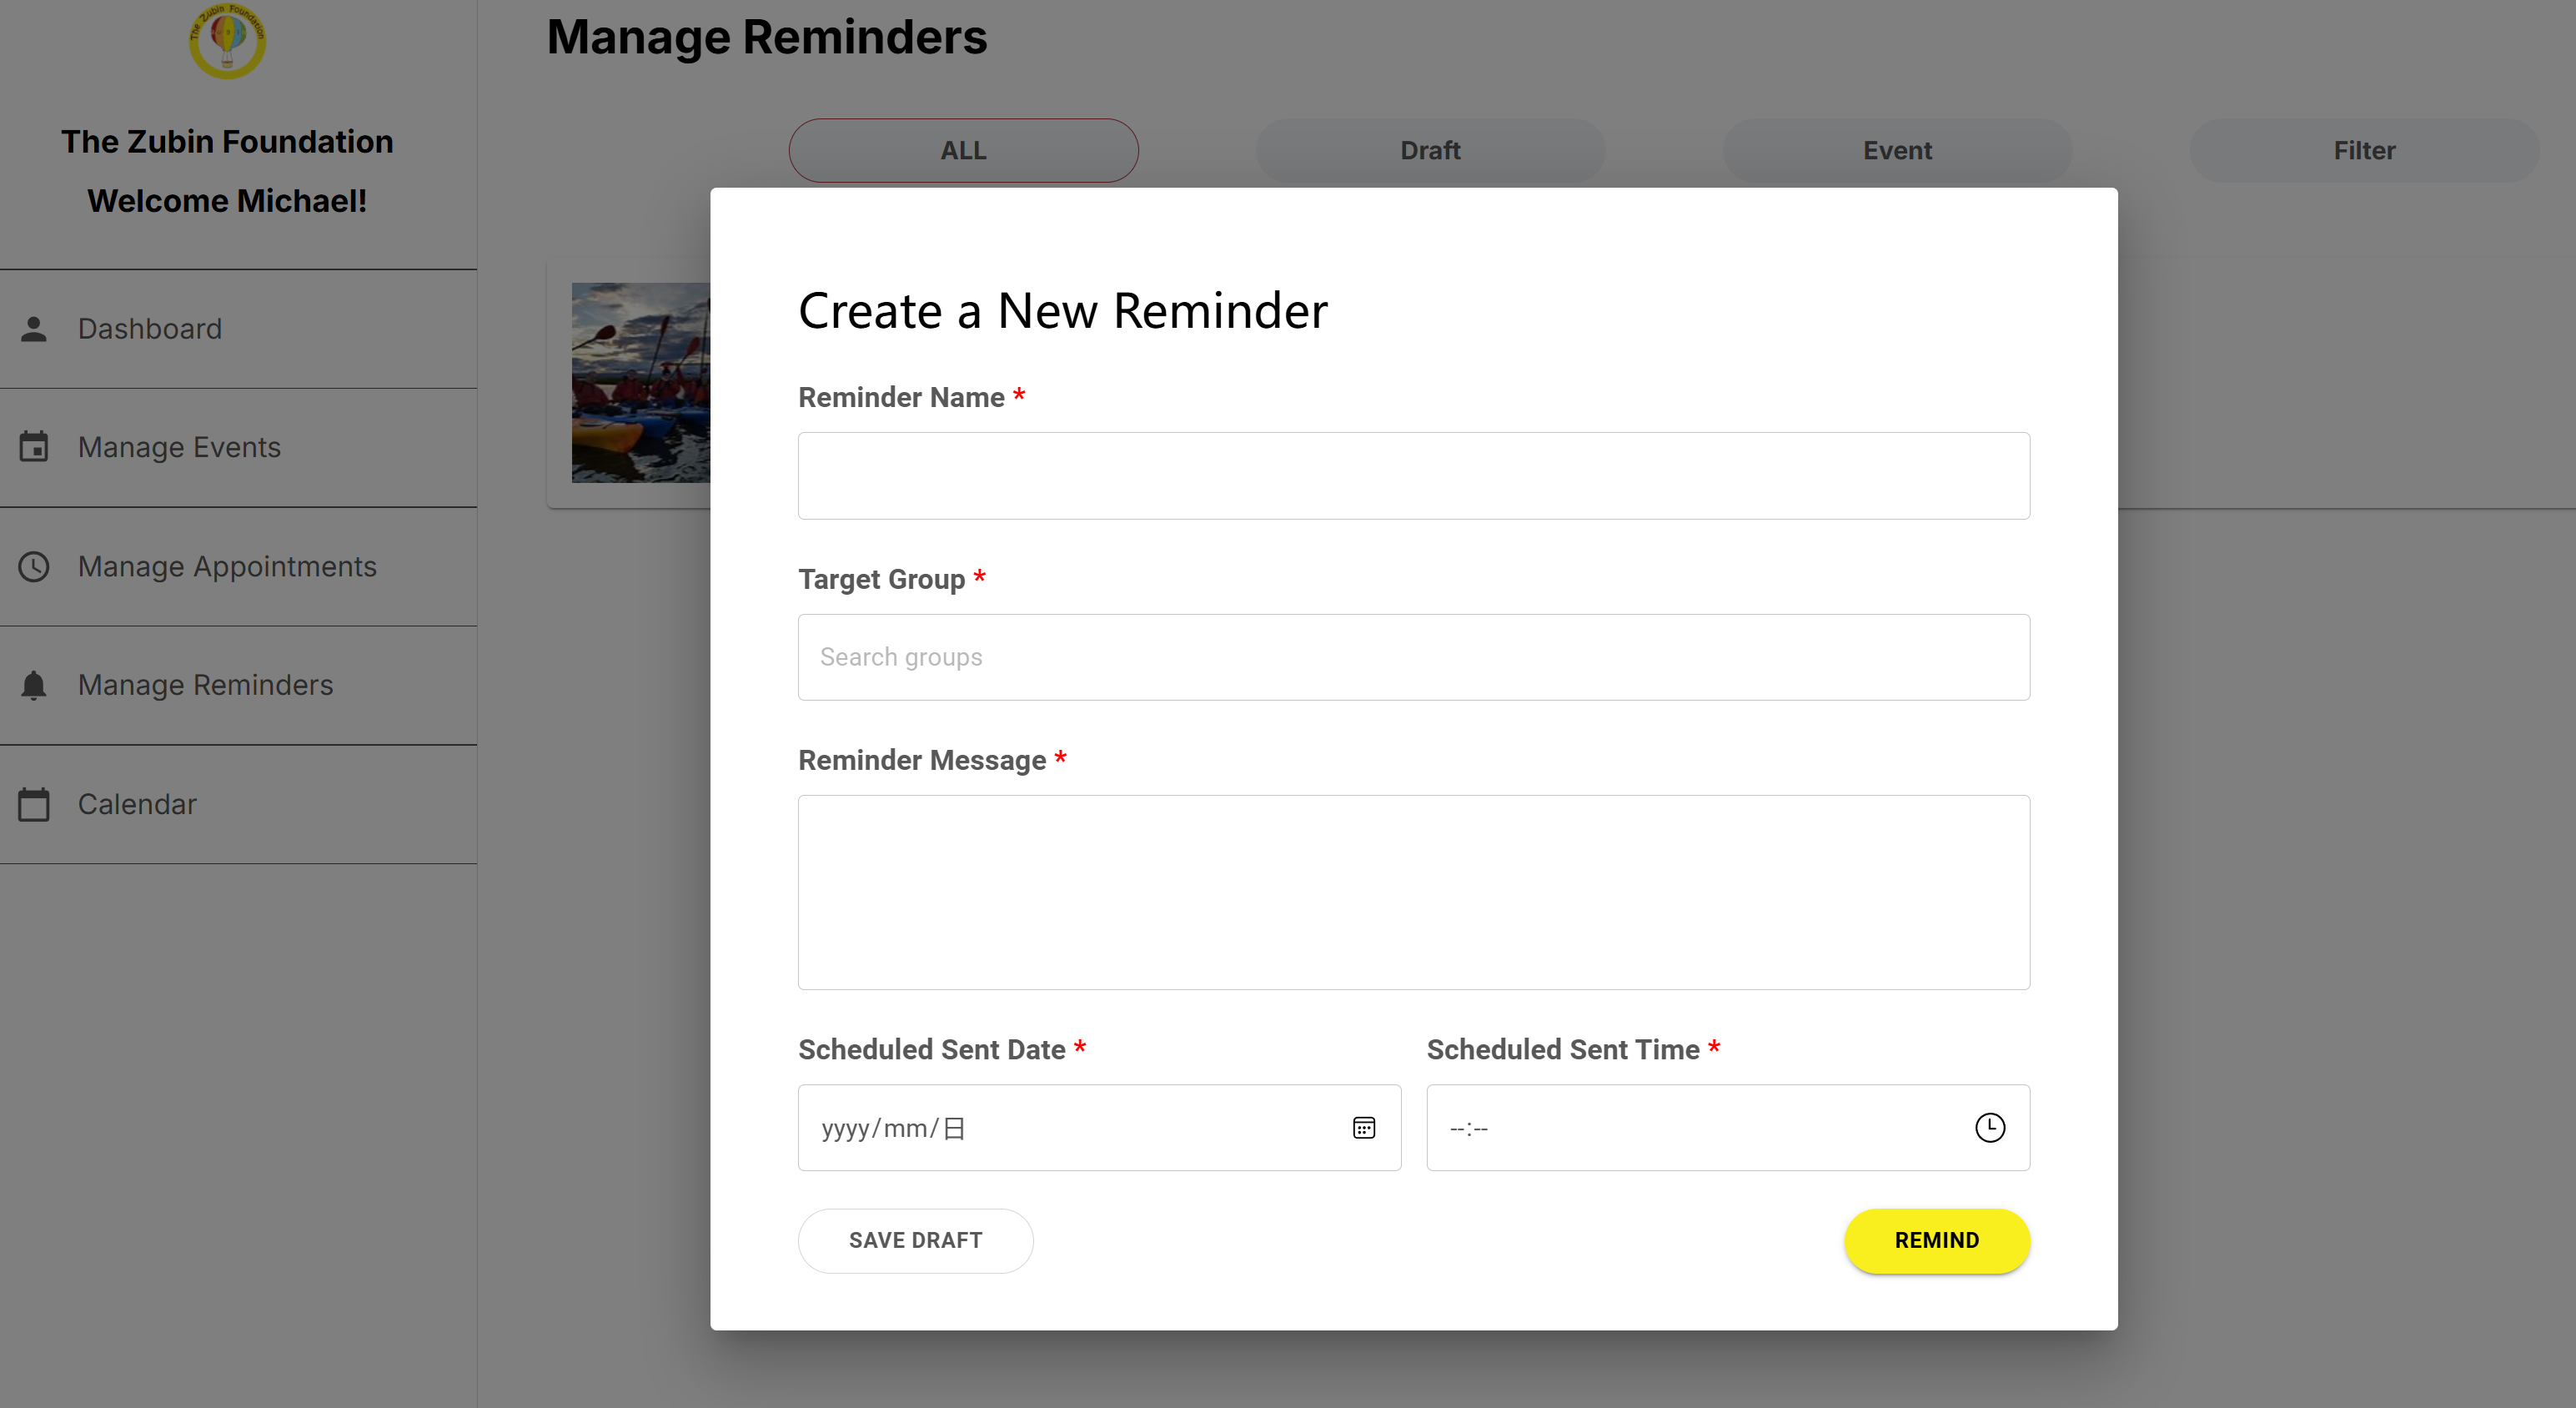 The Zubin Foundation
The Zubin Foundation
Welcome Michael!
Dashboard
Manage Events
Manage Appointments
Manage Reminders
Calendar
Manage Reminders
ALL
Draft
Event
Filter
Create a New Reminder
Reminder Name *
Target Group *
Search groups
Reminder Message *
Scheduled Sent Date *
yyyy/mm/日
Scheduled Sent Time *
--:--
SAVE DRAFT
REMIND